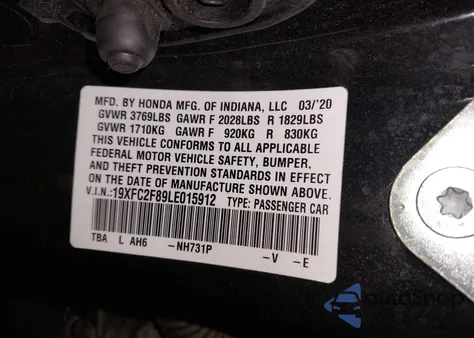 MFD. BY HONDA MFG. OF INDIANA, LLC 03/'20
GVWR 3769LBS GAWR F 2028LBS R 1829LBS
GVWR 1710KG GAWR F 920KG R 830KG
THIS VEHICLE CONFORMS TO ALL APPLICABLE
FEDERAL MOTOR VEHICLE SAFETY, BUMPER,
AND THEFT PREVENTION STANDARDS IN EFFECT
ON THE DATE OF MANUFACTURE SHOWN ABOVE.
V.I.N.: 19XFC2F89LE015912 TYPE: PASSENGER CAR
TBA L AH6 -NH731P -V -E
autoSnap